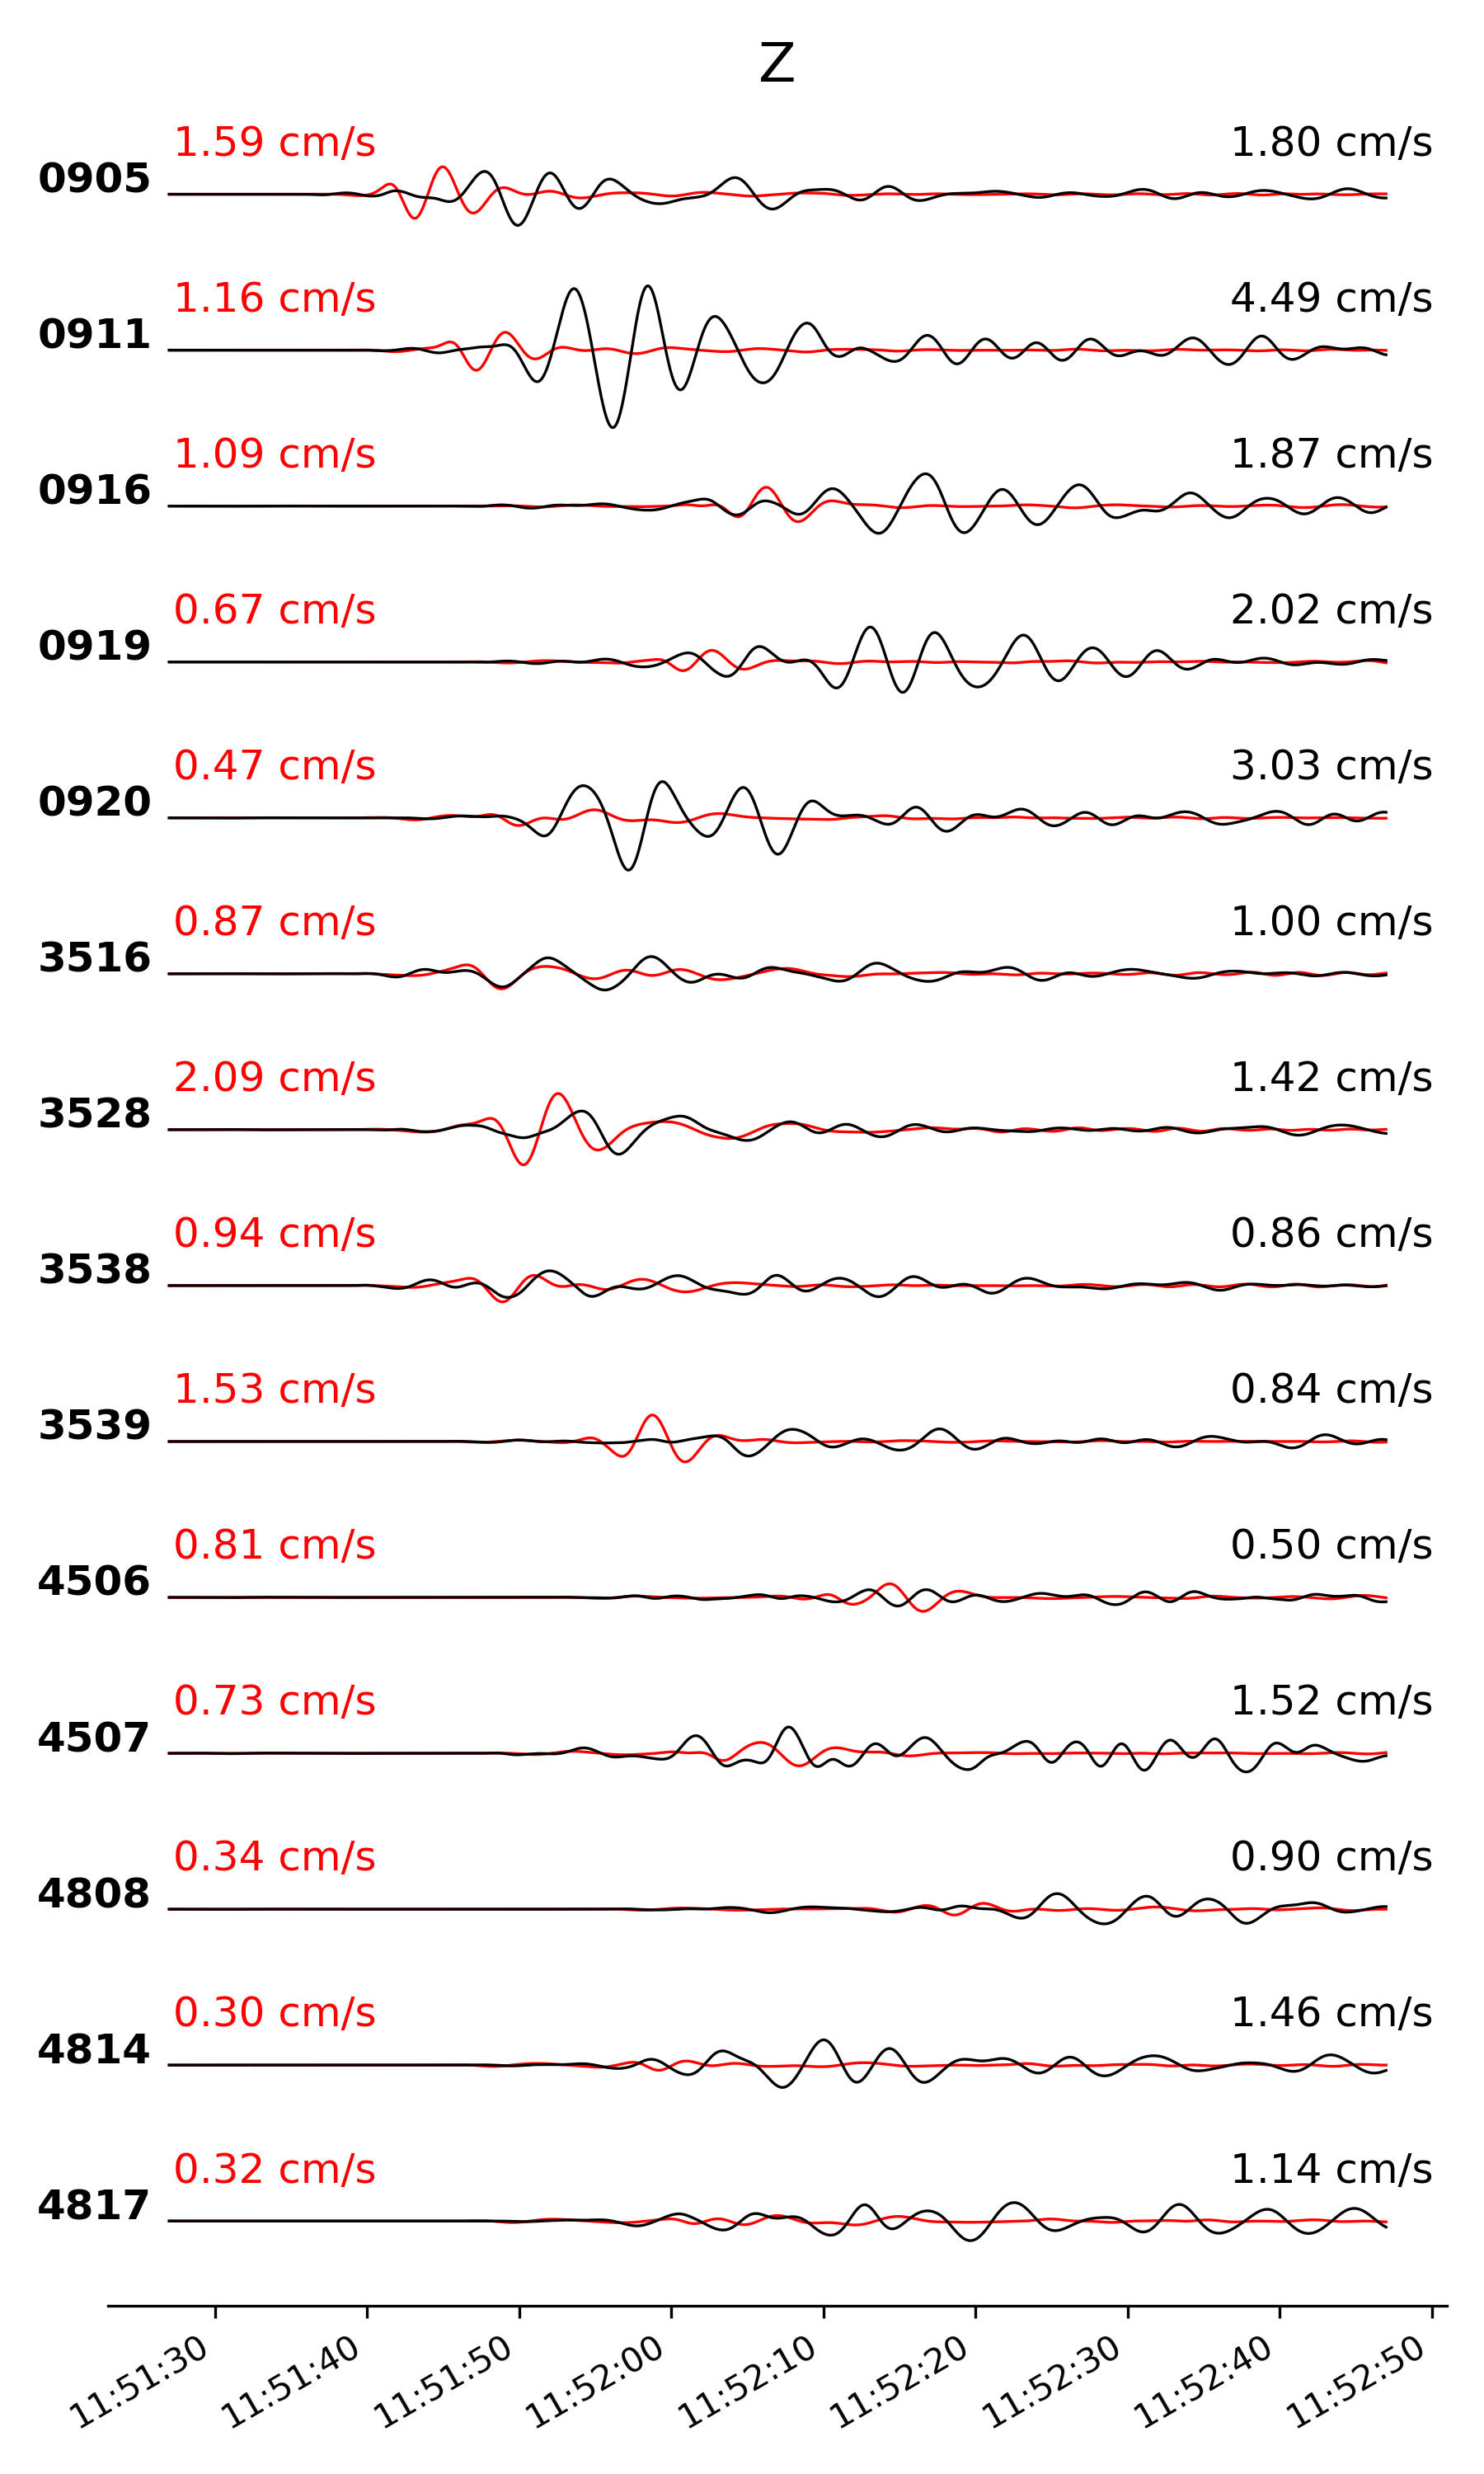 Z
1.59 cm/s 1.80 cm/s
0905
1.16 cm/s 4.49 cm/s
0911
1.09 cm/s 1.87 cm/s
0916
0.67 cm/s 2.02 cm/s
0919
0.47 cm/s 3.03 cm/s
0920
0.87 cm/s 1.00 cm/s
3516
2.09 cm/s 1.42 cm/s
3528
0.94 cm/s 0.86 cm/s
3538
1.53 cm/s 0.84 cm/s
3539
0.81 cm/s 0.50 cm/s
4506
0.73 cm/s 1.52 cm/s
4507
0.34 cm/s 0.90 cm/s
4808
0.30 cm/s 1.46 cm/s
4814
0.32 cm/s 1.14 cm/s
4817
11:51:30 11:51:40 11:51:50 11:52:00 11:52:10 11:52:20 11:52:30 11:52:40 11:52:50